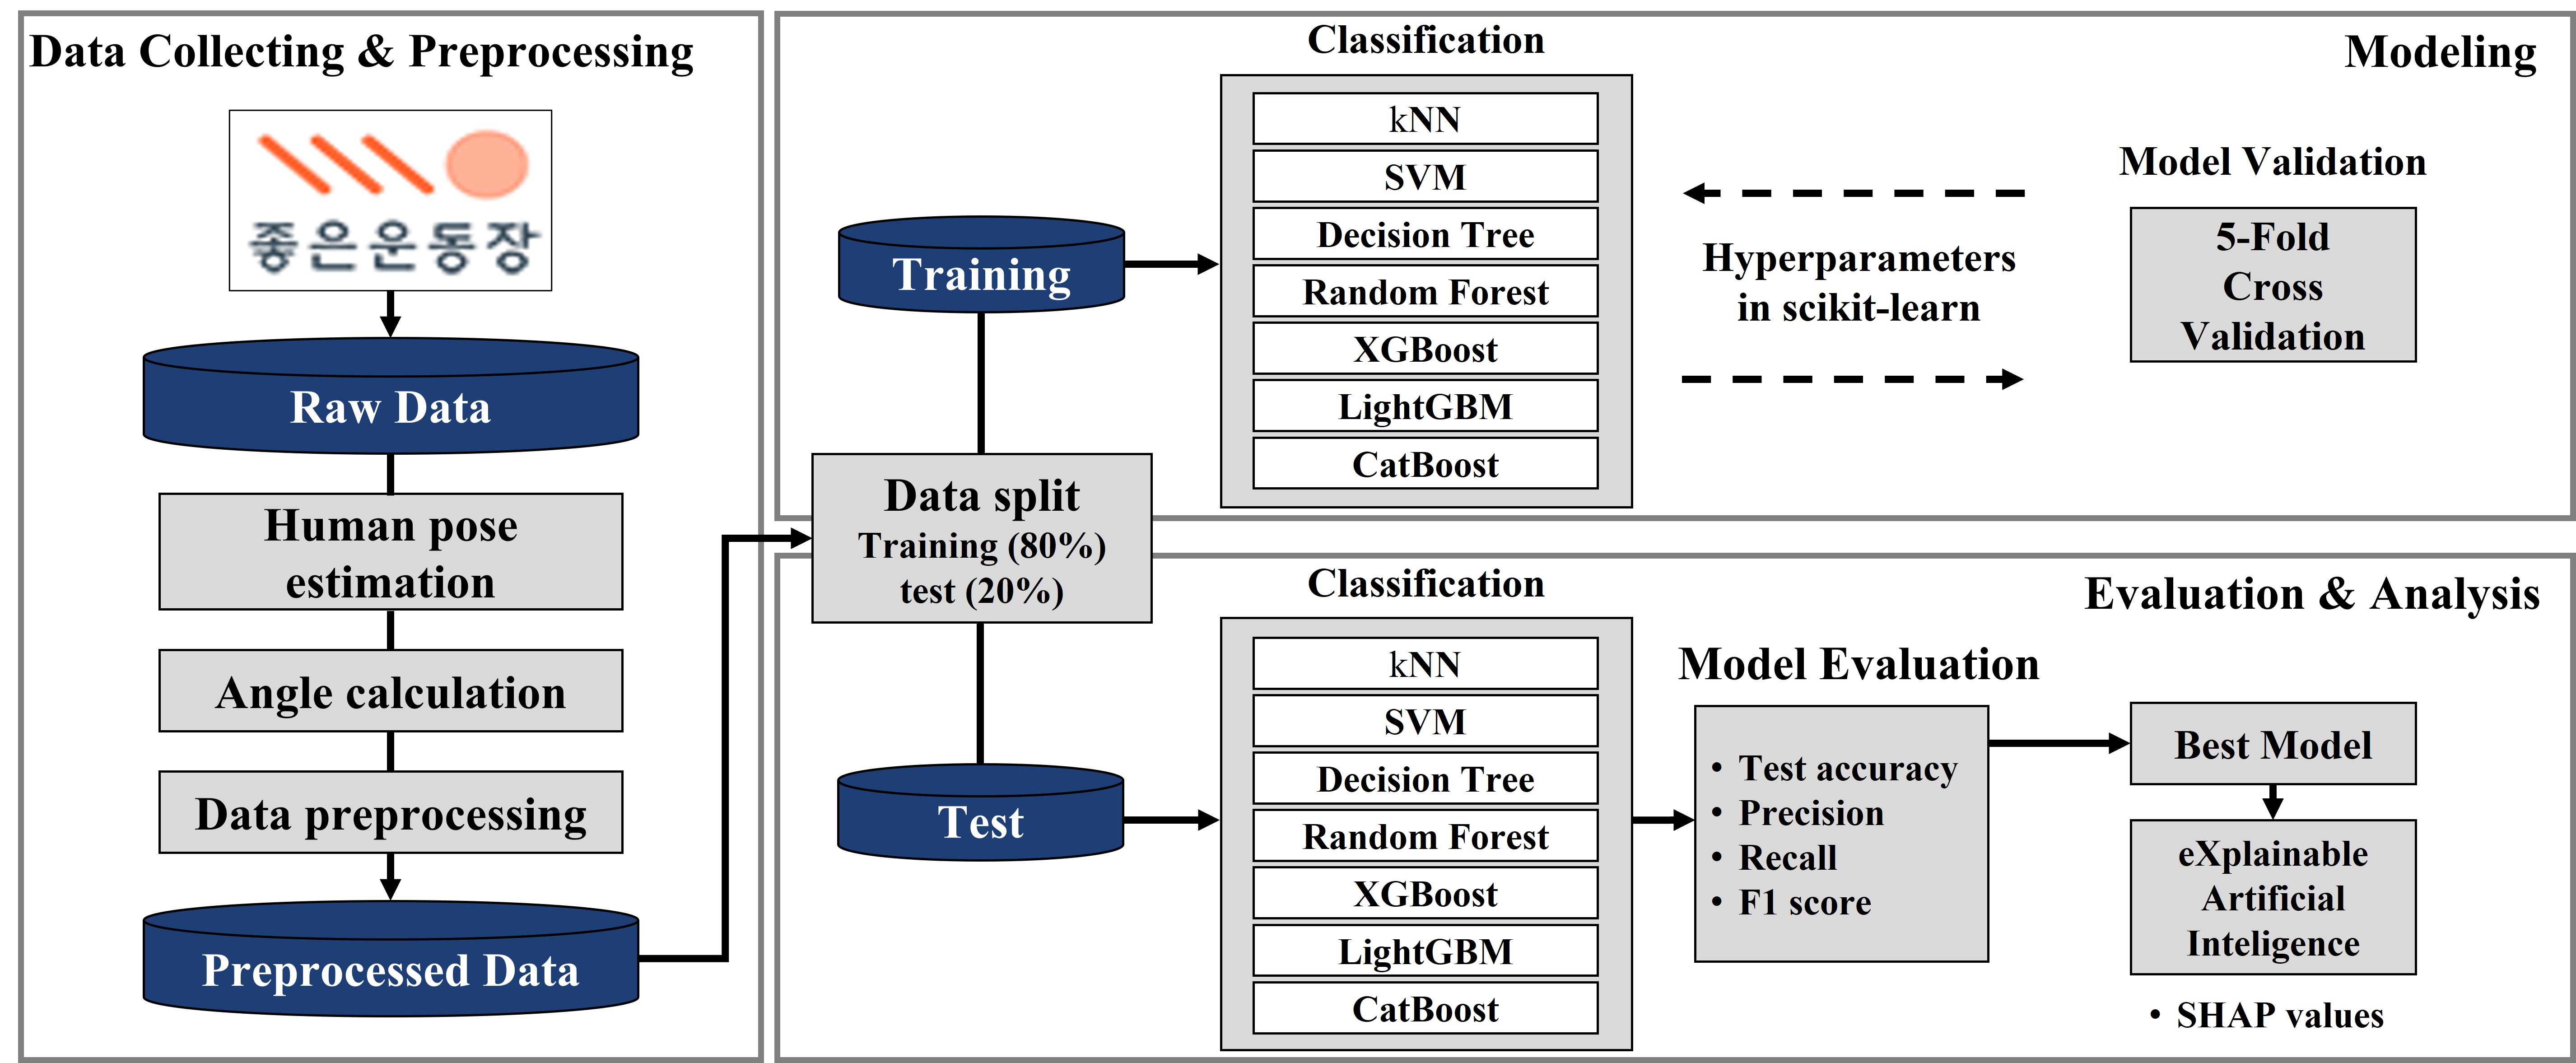 Data Collecting & Preprocessing
좋은운동장
Raw Data
Human pose
estimation
Angle calculation
Data preprocessing
Preprocessed Data
Data split
Training (80%)
test (20%)
Modeling
Training
Classification
kNN
SVM
Decision Tree
Random Forest
XGBoost
LightGBM
CatBoost
Hyperparameters
in scikit-learn
Model Validation
5-Fold
Cross
Validation
Evaluation & Analysis
Test
Classification
kNN
SVM
Decision Tree
Random Forest
XGBoost
LightGBM
CatBoost
Model Evaluation
• Test accuracy
• Precision
• Recall
• F1 score
Best Model
eXplainable
Artificial
Inteligence
• SHAP values